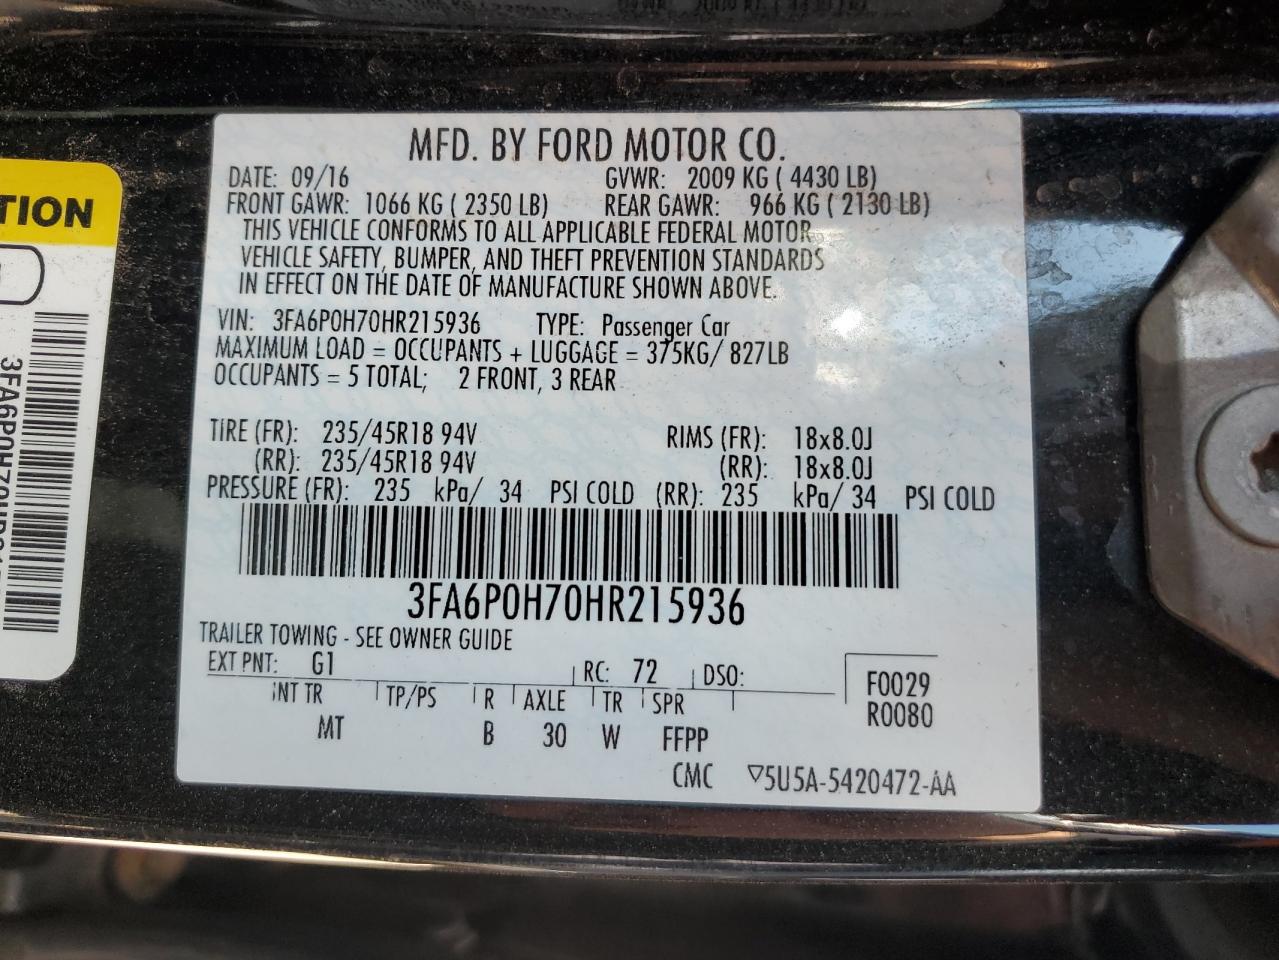 MFD. BY FORD MOTOR CO.
DATE: 09/16 GVWR: 2009 KG ( 4430 LB)
FRONT GAWR: 1066 KG ( 2350 LB) REAR GAWR: 966 KG ( 2130 LB)
THIS VEHICLE CONFORMS TO ALL APPLICABLE FEDERAL MOTOR
VEHICLE SAFETY, BUMPER, AND THEFT PREVENTION STANDARDS
IN EFFECT ON THE DATE OF MANUFACTURE SHOWN ABOVE.
VIN: 3FA6P0H70HR215936 TYPE: Passenger Car
MAXIMUM LOAD = OCCUPANTS + LUGGAGE = 375KG/ 827LB
OCCUPANTS = 5 TOTAL; 2 FRONT, 3 REAR
TIRE (FR): 235/45R18 94V RIMS (FR): 18x8.0J
(RR): 235/45R18 94V (RR): 18x8.0J
PRESSURE (FR): 235 kPa/ 34 PSI COLD (RR): 235 kPa/ 34 PSI COLD
3FA6P0H70HR215936
TRAILER TOWING - SEE OWNER GUIDE
EXT PNT: G1 RC: 72 DSO:
INT TR TP/PS R AXLE TR SPR
MT B 30 W FFPP
CMC ▽5U5A-5420472-AA
F0029
R0080
TION